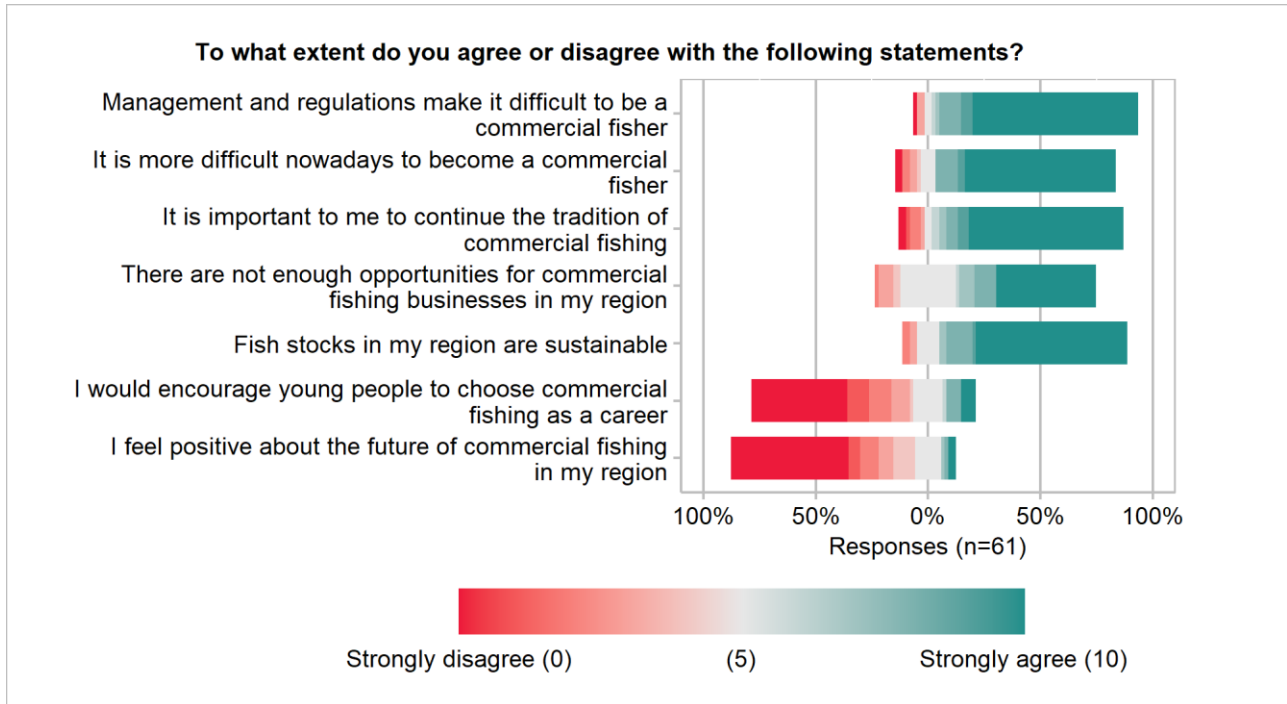 To what extent do you agree or disagree with the following statements?
Management and regulations make it difficult to be a
commercial fisher
It is more difficult nowadays to become a commercial
fisher
It is important to me to continue the tradition of
commercial fishing
There are not enough opportunities for commercial
fishing businesses in my region
Fish stocks in my region are sustainable
I would encourage young people to choose commercial
fishing as a career
I feel positive about the future of commercial fishing
in my region
100% 50% 0% 50% 100%
Responses (n=61)
Strongly disagree (0) (5) Strongly agree (10)